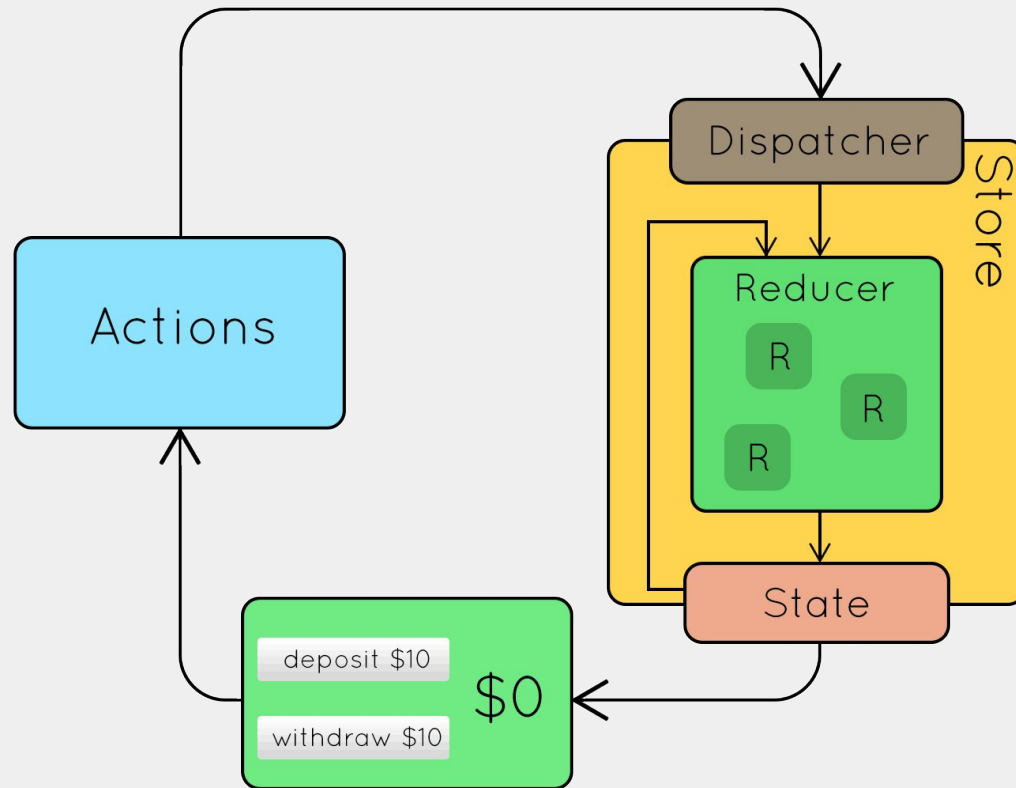 Dispatcher
Store
Reducer
R
R
R
Actions
State
deposit $10
$0
withdraw $10